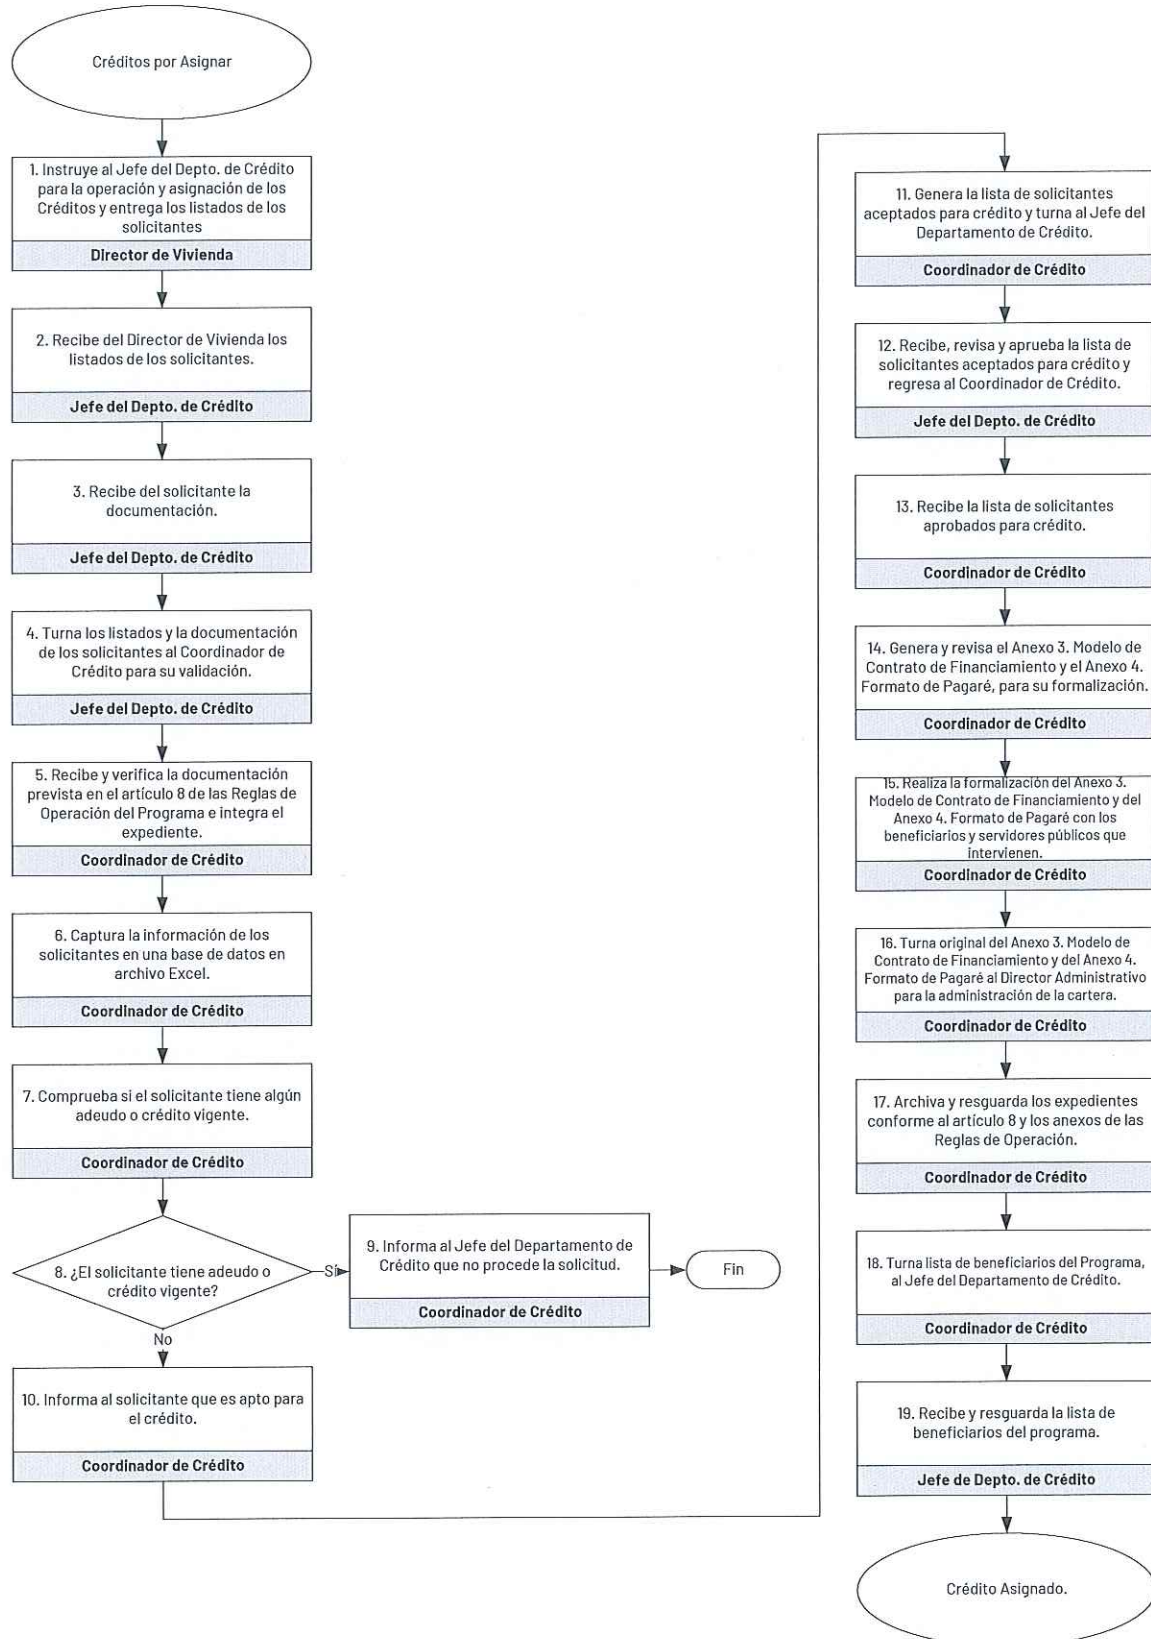 Créditos por Asignar
1. Instruye al Jefe del Depto. de Crédito
para la operación y asignación de los
Créditos y entrega los listados de los
solicitantes
Director de Vivienda
2. Recibe del Director de Vivienda los
listados de los solicitantes.
Jefe del Depto. de Crédito
3. Recibe del solicitante la
documentación.
Jefe del Depto. de Crédito
4. Turna los listados y la documentación
de los solicitantes al Coordinador de
Crédito para su validación.
Jefe del Depto. de Crédito
5. Recibe y verifica la documentación
prevista en el artículo 8 de las Reglas de
Operación del Programa e integra el
expediente.
Coordinador de Crédito
6. Captura la información de los
solicitantes en una base de datos en
archivo Excel.
Coordinador de Crédito
7. Comprueba si el solicitante tiene algún
adeudo o crédito vigente.
Coordinador de Crédito
8. ¿El solicitante tiene adeudo o
crédito vigente?
Sí
9. Informa al Jefe del Departamento de
Crédito que no procede la solicitud.
Coordinador de Crédito
Fin
No
10. Informa al solicitante que es apto para
el crédito.
Coordinador de Crédito
11. Genera la lista de solicitantes
aceptados para crédito y turna al Jefe del
Departamento de Crédito.
Coordinador de Crédito
12. Recibe, revisa y aprueba la lista de
solicitantes aceptados para crédito y
regresa al Coordinador de Crédito.
Jefe del Depto. de Crédito
13. Recibe la lista de solicitantes
aprobados para crédito.
Coordinador de Crédito
14. Genera y revisa el Anexo 3. Modelo de
Contrato de Financiamiento y el Anexo 4.
Formato de Pagaré, para su formalización.
Coordinador de Crédito
15. Realiza la formalización del Anexo 3.
Modelo de Contrato de Financiamiento y del
Anexo 4. Formato de Pagaré con los
beneficiarios y servidores públicos que
intervienen.
Coordinador de Crédito
16. Turna original del Anexo 3. Modelo de
Contrato de Financiamiento y del Anexo 4.
Formato de Pagaré al Director Administrativo
para la administración de la cartera.
Coordinador de Crédito
17. Archiva y resguarda los expedientes
conforme al artículo 8 y los anexos de las
Reglas de Operación.
Coordinador de Crédito
18. Turna lista de beneficiarios del Programa,
al Jefe del Departamento de Crédito.
Coordinador de Crédito
19. Recibe y resguarda la lista de
beneficiarios del programa.
Jefe de Depto. de Crédito
Crédito Asignado.